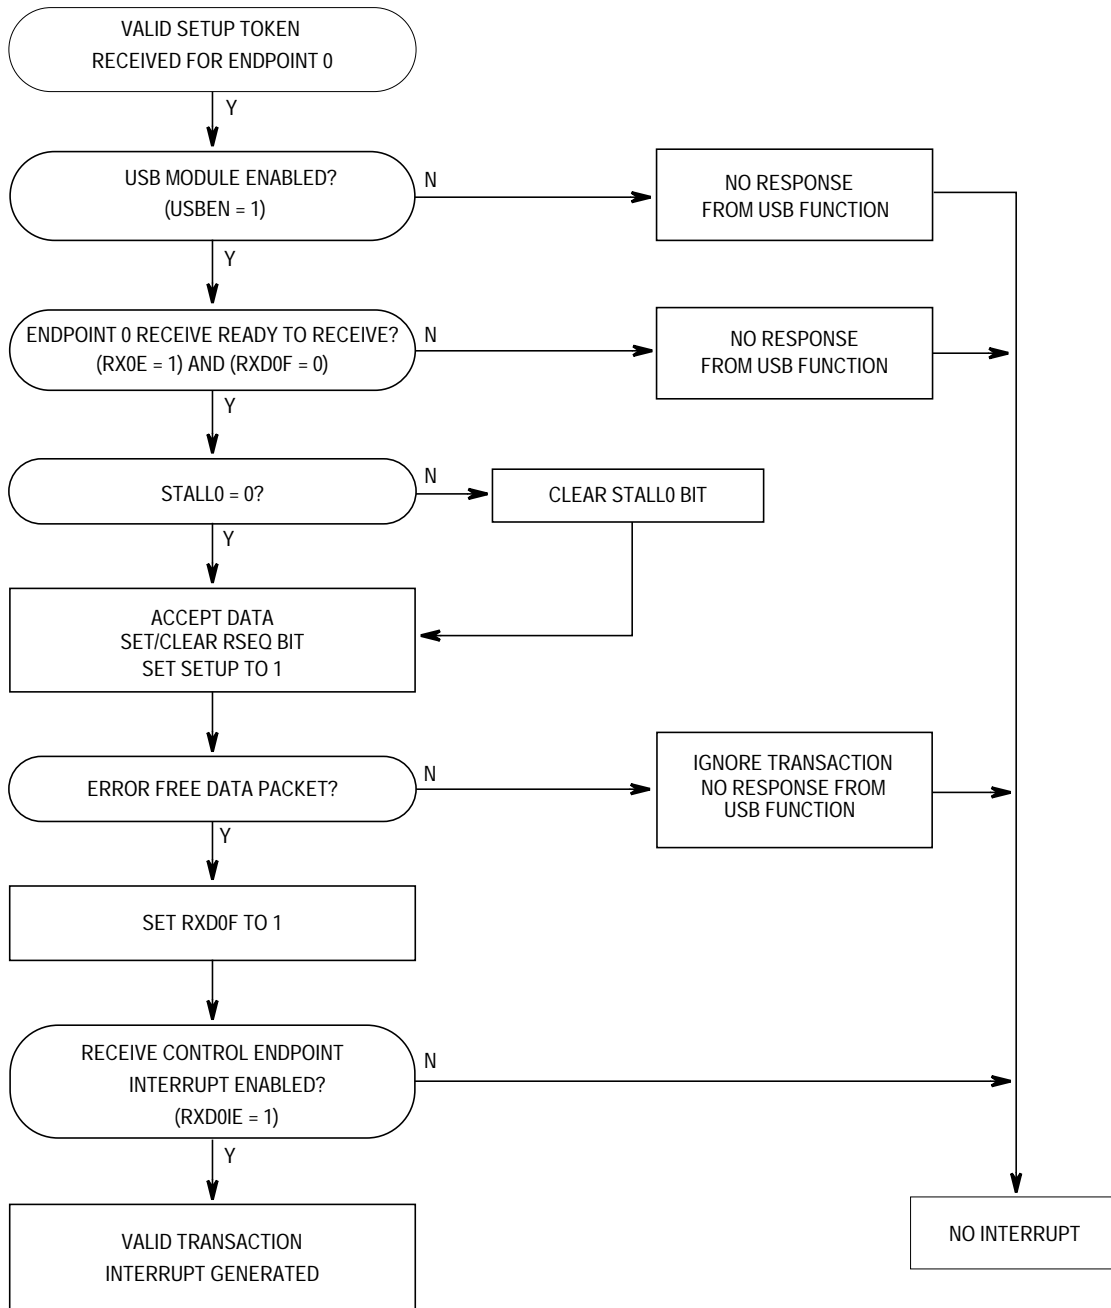 VALID SETUP TOKEN
RECEIVED FOR ENDPOINT 0
Y
USB MODULE ENABLED?
(USBEN = 1)
N
NO RESPONSE
FROM USB FUNCTION
Y
ENDPOINT 0 RECEIVE READY TO RECEIVE?
(RX0E = 1) AND (RXD0F = 0)
N
NO RESPONSE
FROM USB FUNCTION
Y
STALL0 = 0?
N
CLEAR STALL0 BIT
Y
ACCEPT DATA
SET/CLEAR RSEQ BIT
SET SETUP TO 1
ERROR FREE DATA PACKET?
N
IGNORE TRANSACTION
NO RESPONSE FROM
USB FUNCTION
Y
SET RXD0F TO 1
RECEIVE CONTROL ENDPOINT
INTERRUPT ENABLED?
(RXD0IE = 1)
N
Y
VALID TRANSACTION
INTERRUPT GENERATED
NO INTERRUPT